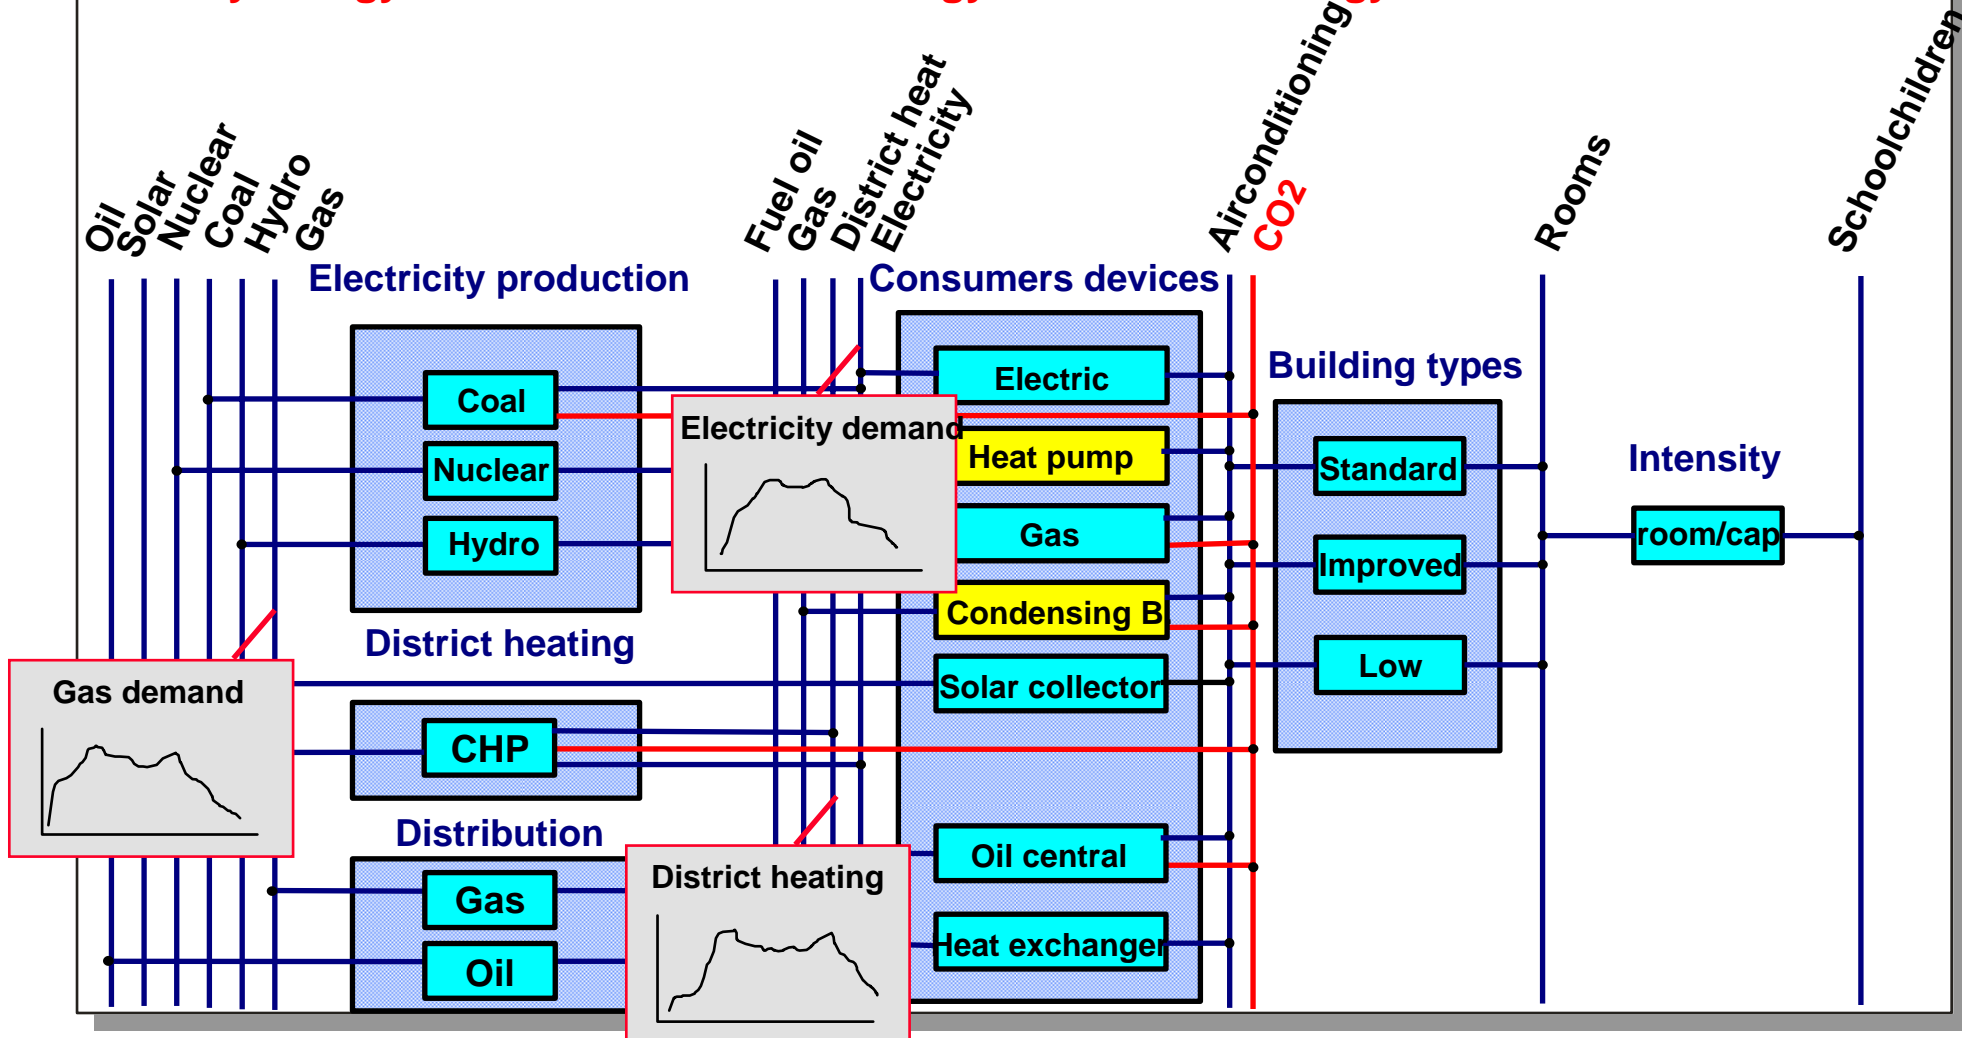 Oil
Solar
Nuclear
Coal
Hydro
Gas
Fuel oil
Gas
District heat
Electricity
Airconditioning
CO2
Rooms
Schoolchildren
Electricity production
Consumers devices
Building types
Intensity
Coal
Nuclear
Hydro
Electricity demand
Electric
Heat pump
Gas
Condensing B
Solar collector
Oil central
Heat exchanger
Standard
Improved
Low
room/cap
District heating
Gas demand
CHP
Distribution
Gas
Oil
District heating